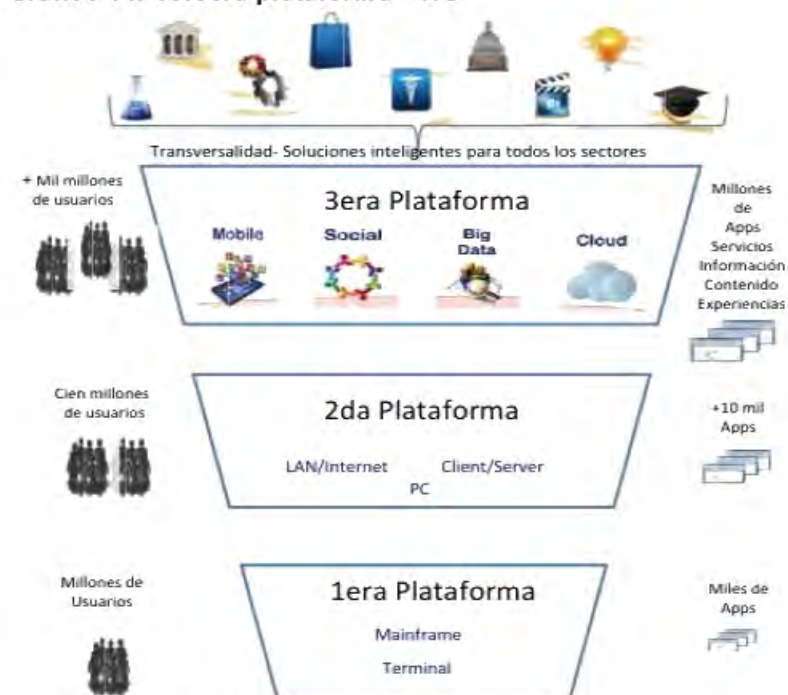 Transversalidad- Soluciones inteligentes para todos los sectores
+ Mil millones
de usuarios
3era Plataforma
Mobile
Social
Big
Data
Cloud
Millones
de
Apps
Servicios
Información
Contenido
Experiencias
Cien millones
de usuarios
2da Plataforma
LAN/Internet
Client/Server
PC
+10 mil
Apps
Millones de
Usuarios
1era Plataforma
Mainframe
Terminal
Miles de
Apps